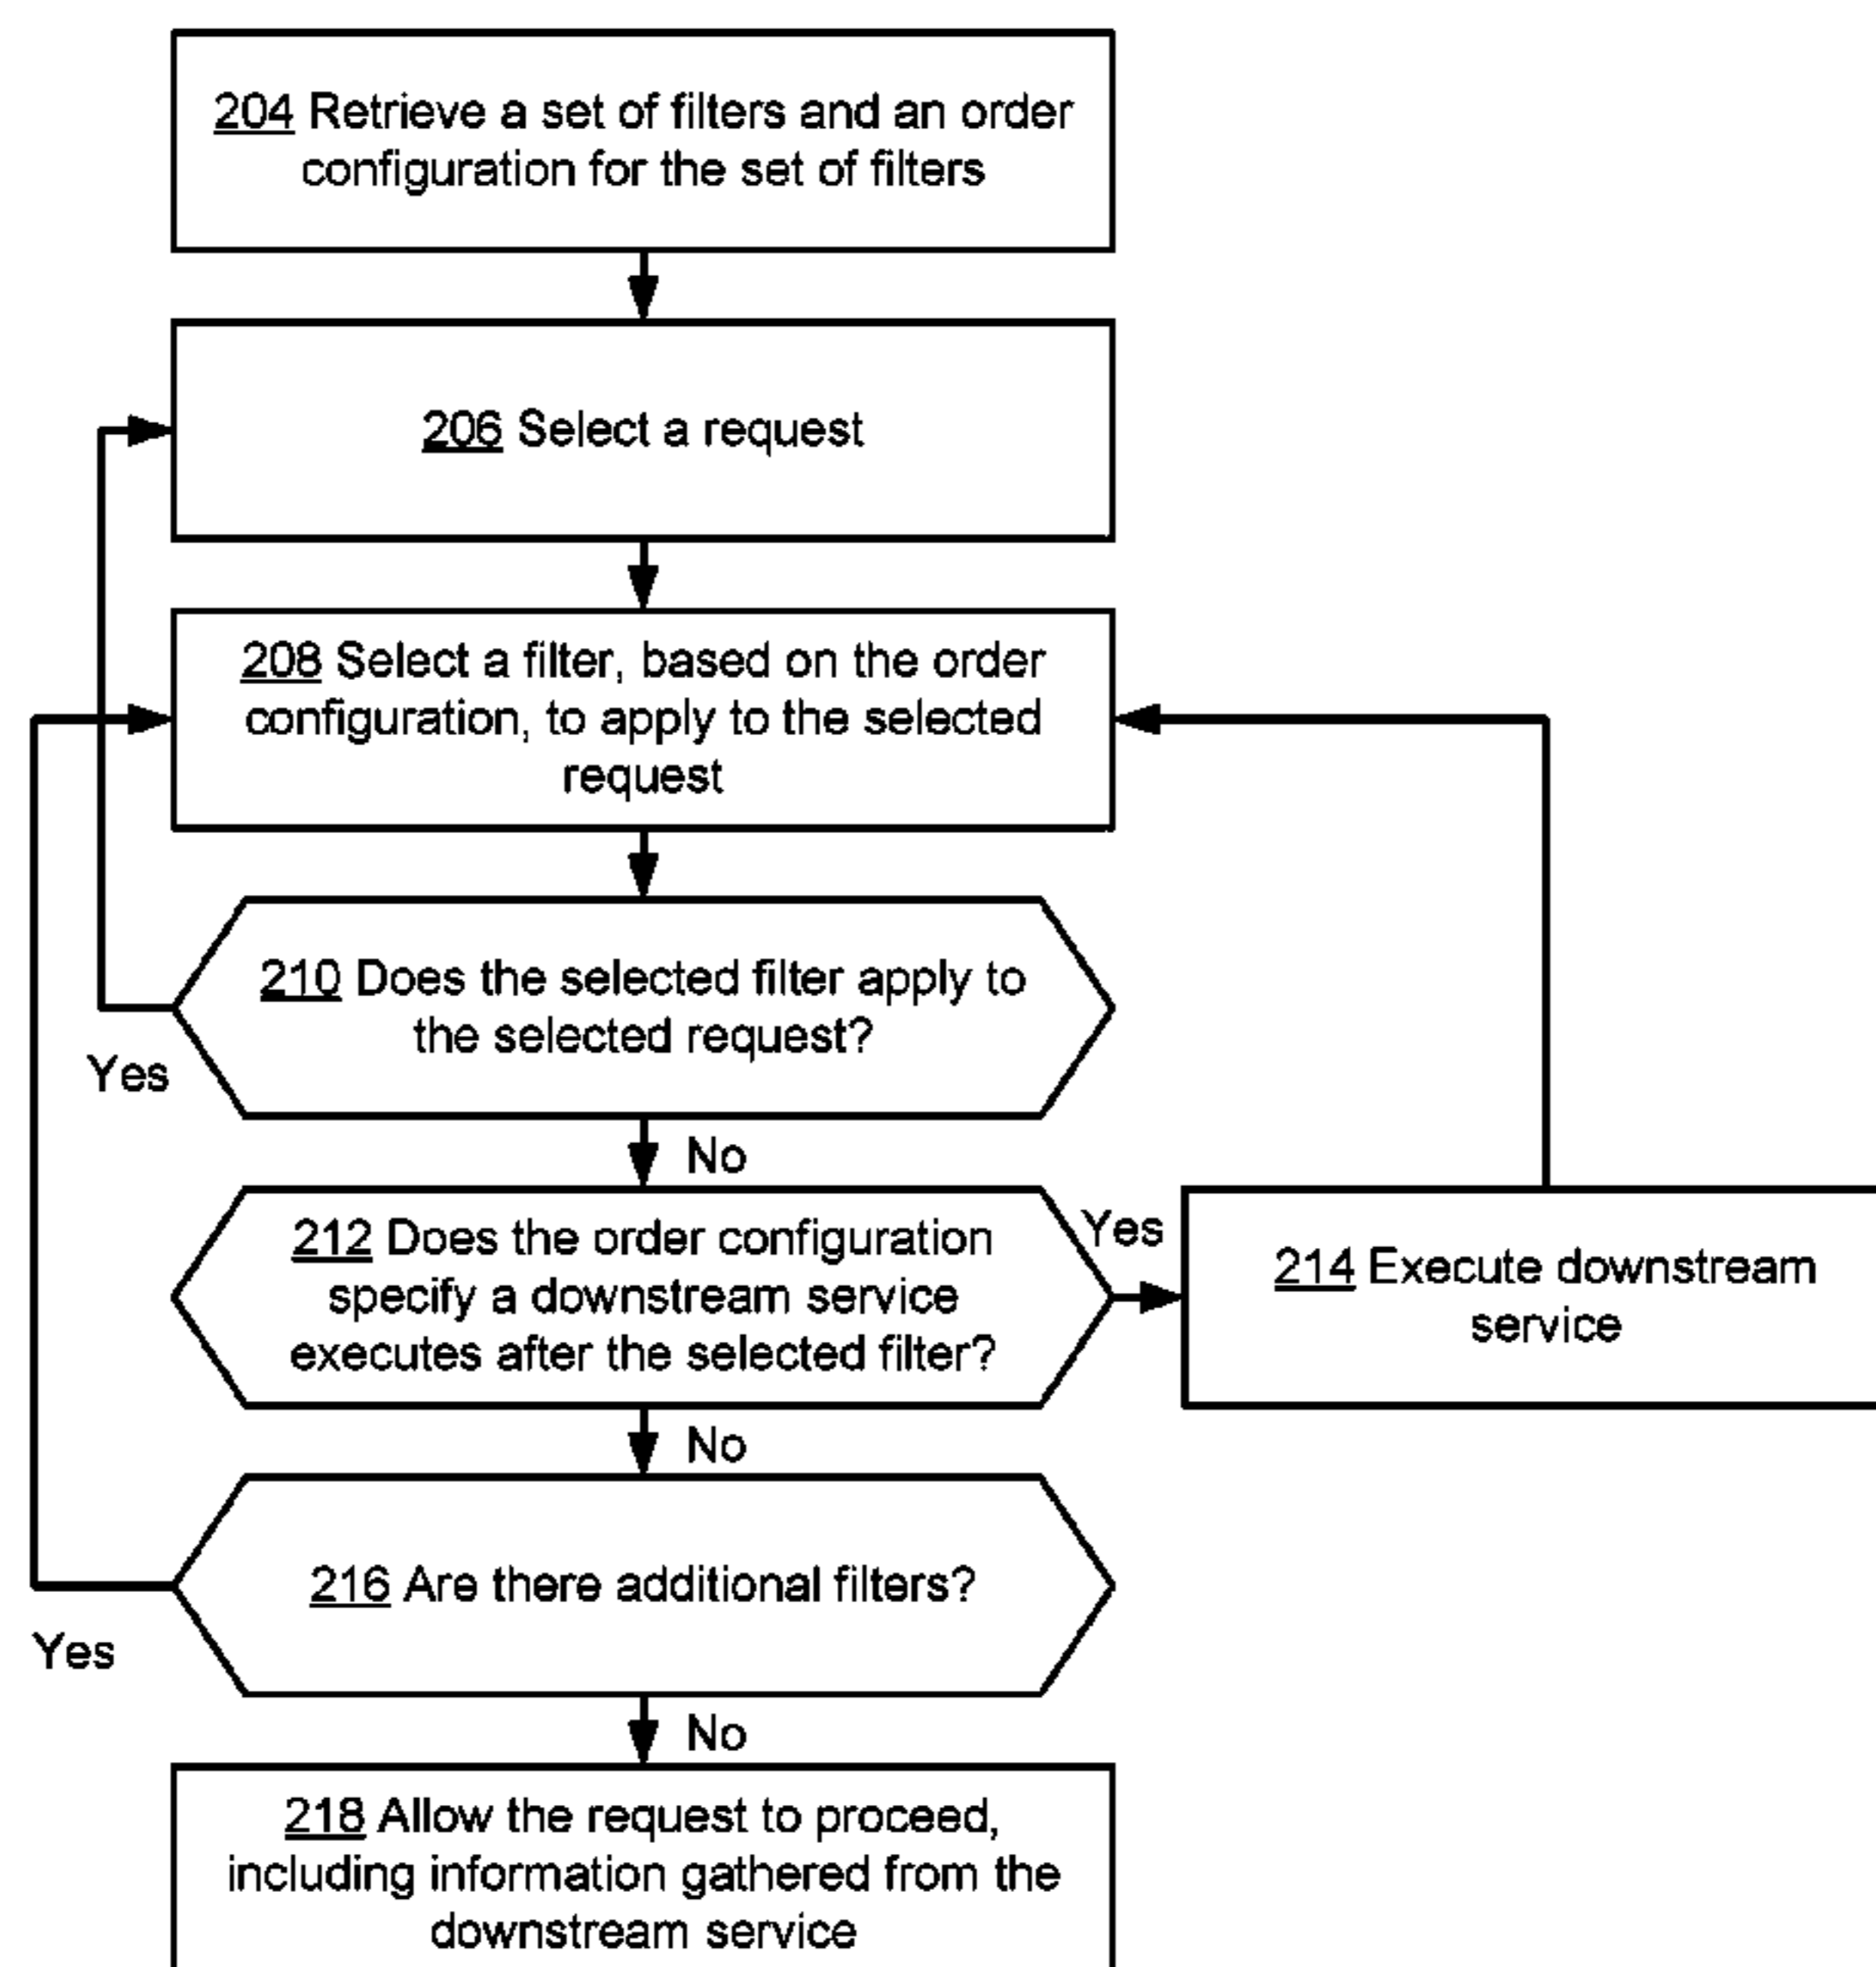 204 Retrieve a set of filters and an order
configuration for the set of filters
206 Select a request
208 Select a filter, based on the order
configuration, to apply to the selected
request
210 Does the selected filter apply to
the selected request?
Yes
No
212 Does the order configuration
specify a downstream service
executes after the selected filter?
Yes
214 Execute downstream
service
No
216 Are there additional filters?
Yes
No
218 Allow the request to proceed,
including information gathered from the
downstream service